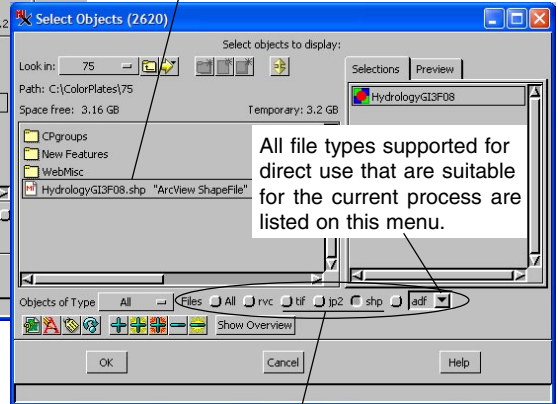 Select Objects (2620)
Select objects to display:
Look in: 75
Path: C:\ColorPlates\75
Space free: 3.16 GB Temporary: 3.2 GB
CPgroups
New Features
WebMisc
HydrologyGI3F08.shp "ArcView ShapeFile"
Selections Preview
HydrologyGI3F08
All file types supported for
direct use that are suitable
for the current process are
listed on this menu.
Objects of Type All Files All rvc tif jp2 shp adf
Show Overview
OK Cancel Help